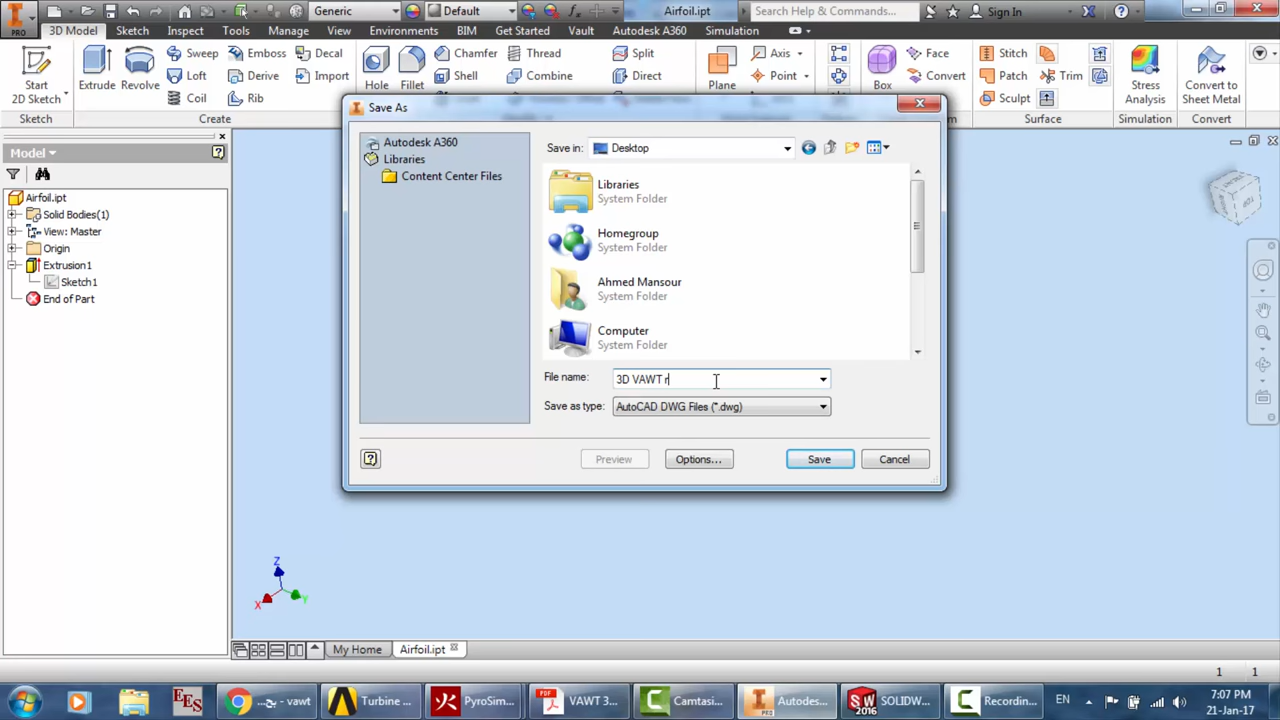 Generic
Default
Airfoil.ipt
Search Help & Commands...
Sign In
PRO
3D Model
Sketch
Inspect
Tools
Manage
View
Environments
BIM
Get Started
Vault
Autodesk A360
Simulation
Start
2D Sketch
Extrude
Revolve
Sweep
Loft
Coil
Emboss
Derive
Rib
Decal
Import
Hole
Fillet
Chamfer
Shell
Thread
Combine
Split
Direct
Plane
Axis
Point
Box
Face
Convert
Stitch
Patch
Sculpt
Trim
Stress
Analysis
Convert to
Sheet Metal
Sketch
Create
Surface
Simulation
Convert
Model
Airfoil.ipt
Solid Bodies(1)
View: Master
Origin
Extrusion1
Sketch1
End of Part
Save As
Autodesk A360
Libraries
Content Center Files
Save in:
Desktop
Libraries
System Folder
Homegroup
System Folder
Ahmed Mansour
System Folder
Computer
System Folder
File name:
3D VAWT r
Save as type:
AutoCAD DWG Files (*.dwg)
Preview
Options...
Save
Cancel
TOP
Z
X
Y
My Home
Airfoil.ipt
1
1
EES
vawt
Turbine ...
PyroSim...
VAWT 3...
Camtasi...
Autodes...
SOLIDW...
Recordin...
EN
7:07 PM
21-Jan-17